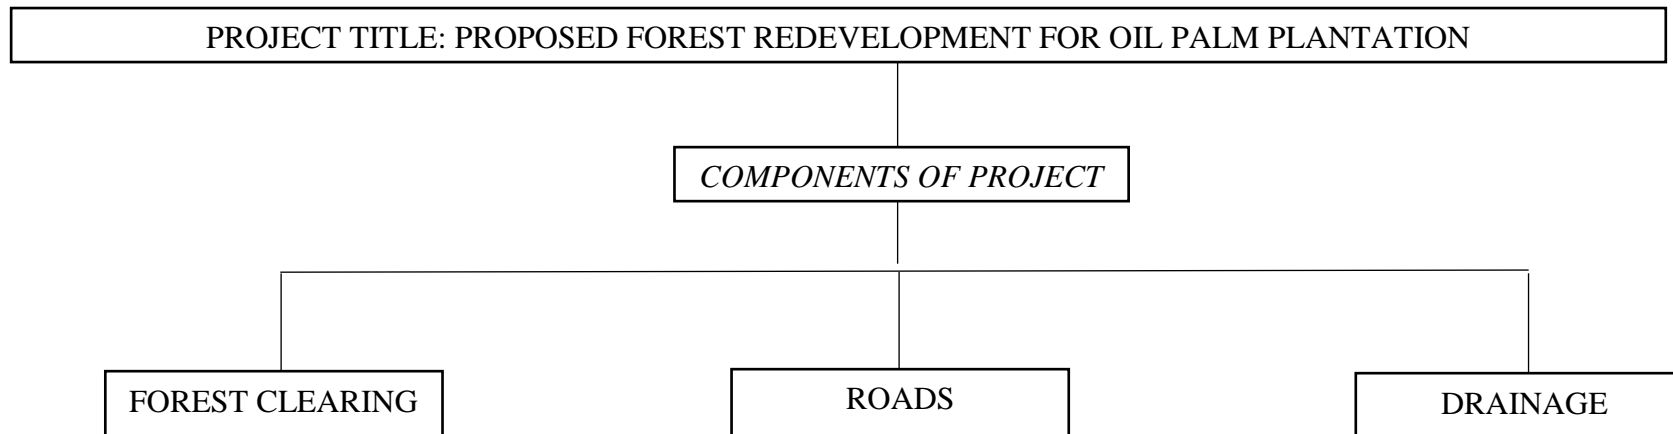 PROJECT TITLE: PROPOSED FOREST REDEVELOPMENT FOR OIL PALM PLANTATION
COMPONENTS OF PROJECT
FOREST CLEARING
ROADS
DRAINAGE